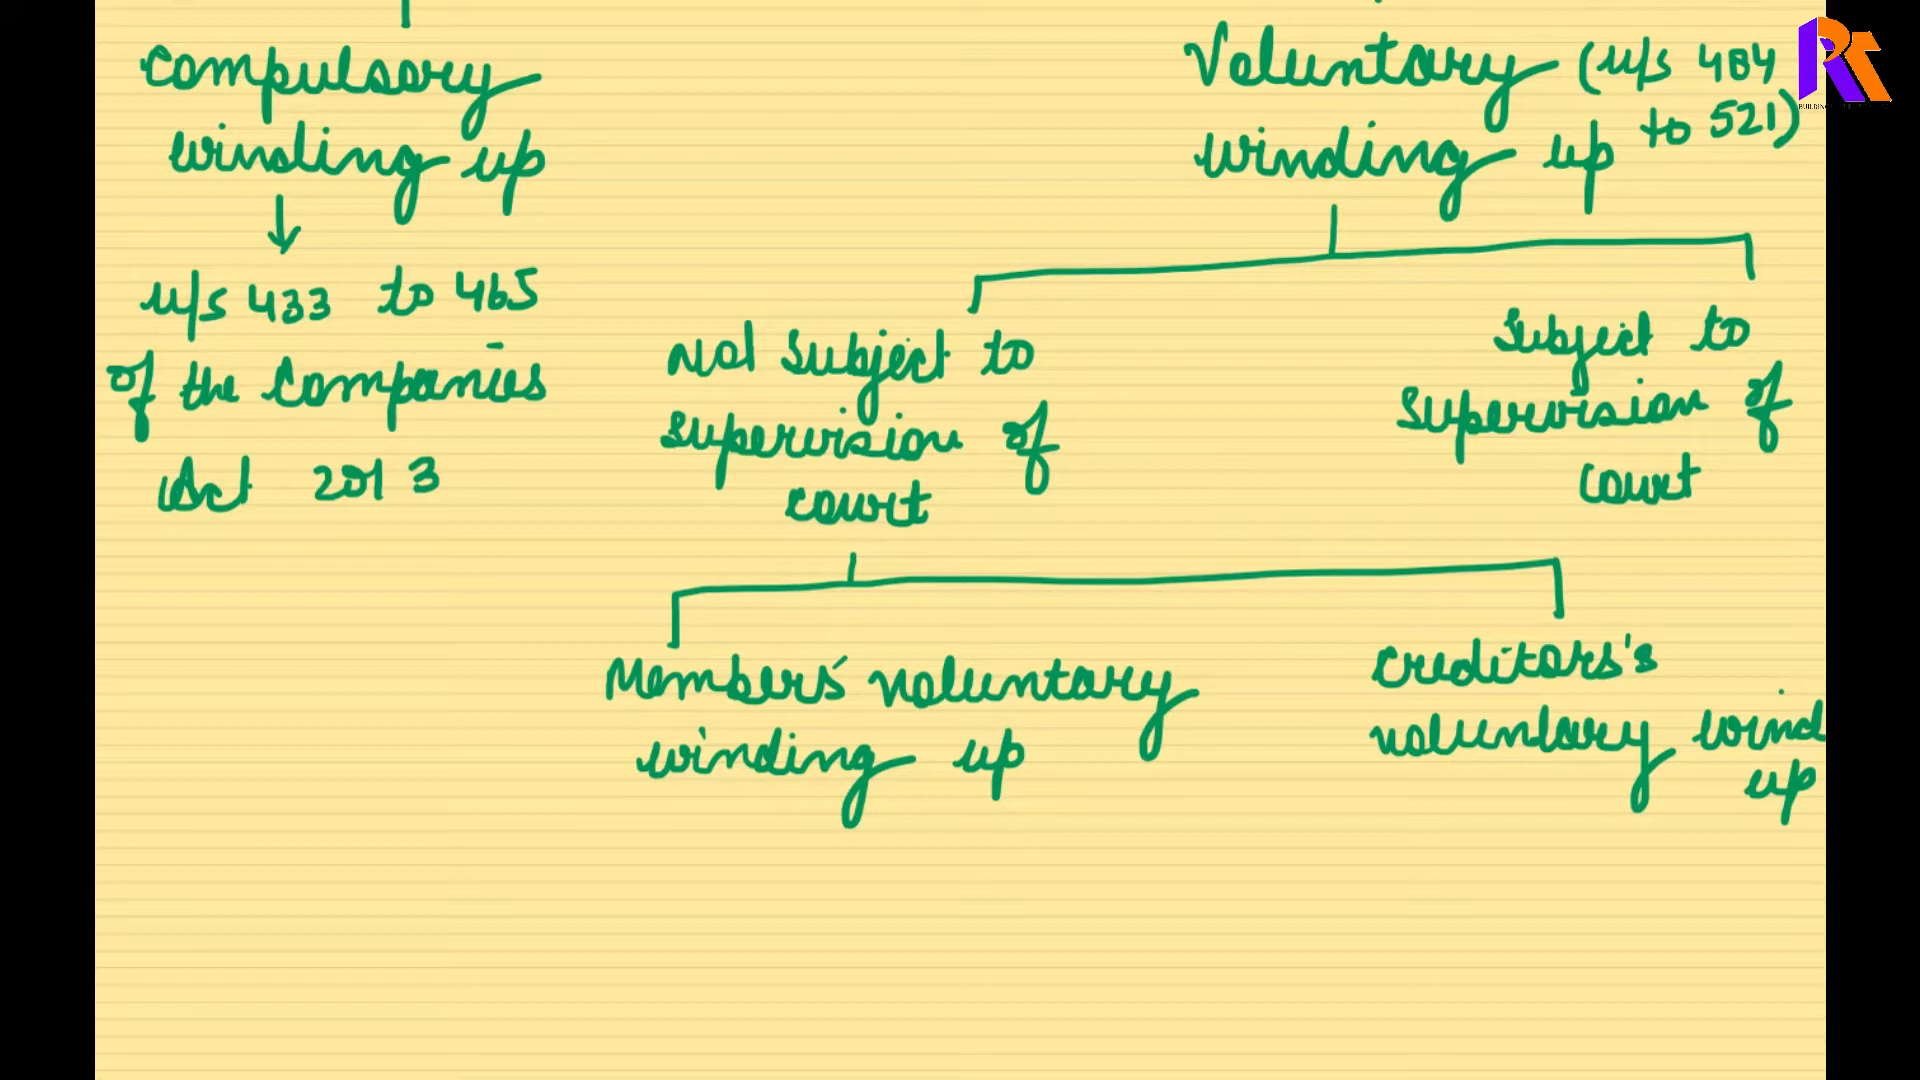 Compulsory
winding up
u/s 433 to 465
of the Companies
Act 2013
Voluntary (u/s 484
to 521)
winding up
Not Subject to
Supervision of
Court
Subject to
Supervision of
Court
Members' voluntary
winding up
Creditors's
voluntary wind
up
RT